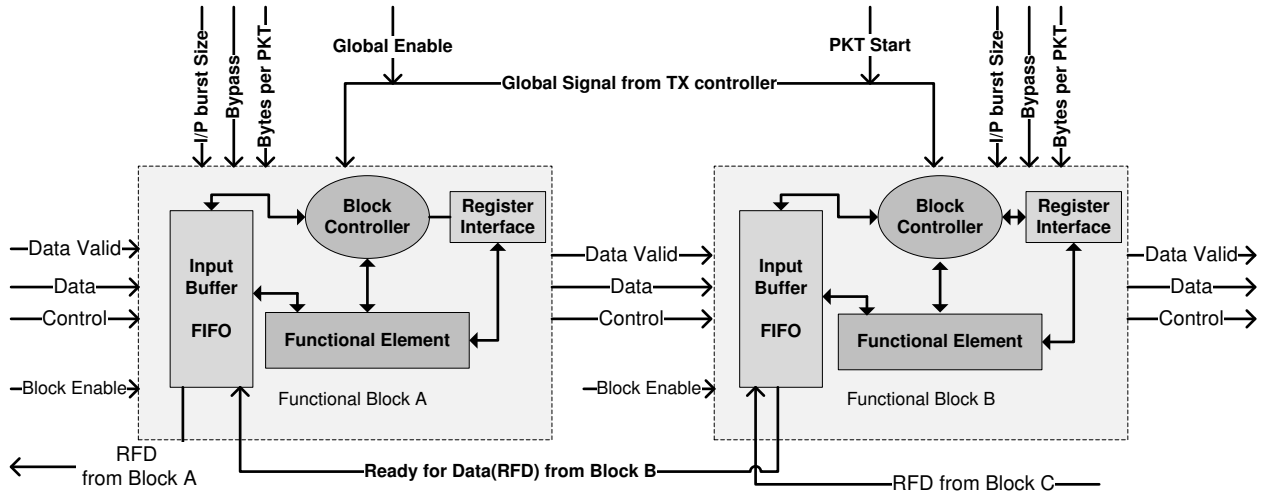 I/P burst Size
Bypass
Bytes per PKT
Global Enable
PKT Start
I/P burst Size
Bypass
Bytes per PKT
Global Signal from TX controller
Block
Controller
Register
Interface
Input
Buffer
FIFO
Functional Element
Functional Block A
Data Valid
Data
Control
Block Enable
RFD
from Block A
Data Valid
Data
Control
Block Enable
Block
Controller
Register
Interface
Input
Buffer
FIFO
Functional Element
Functional Block B
Data Valid
Data
Control
Ready for Data(RFD) from Block B
RFD from Block C